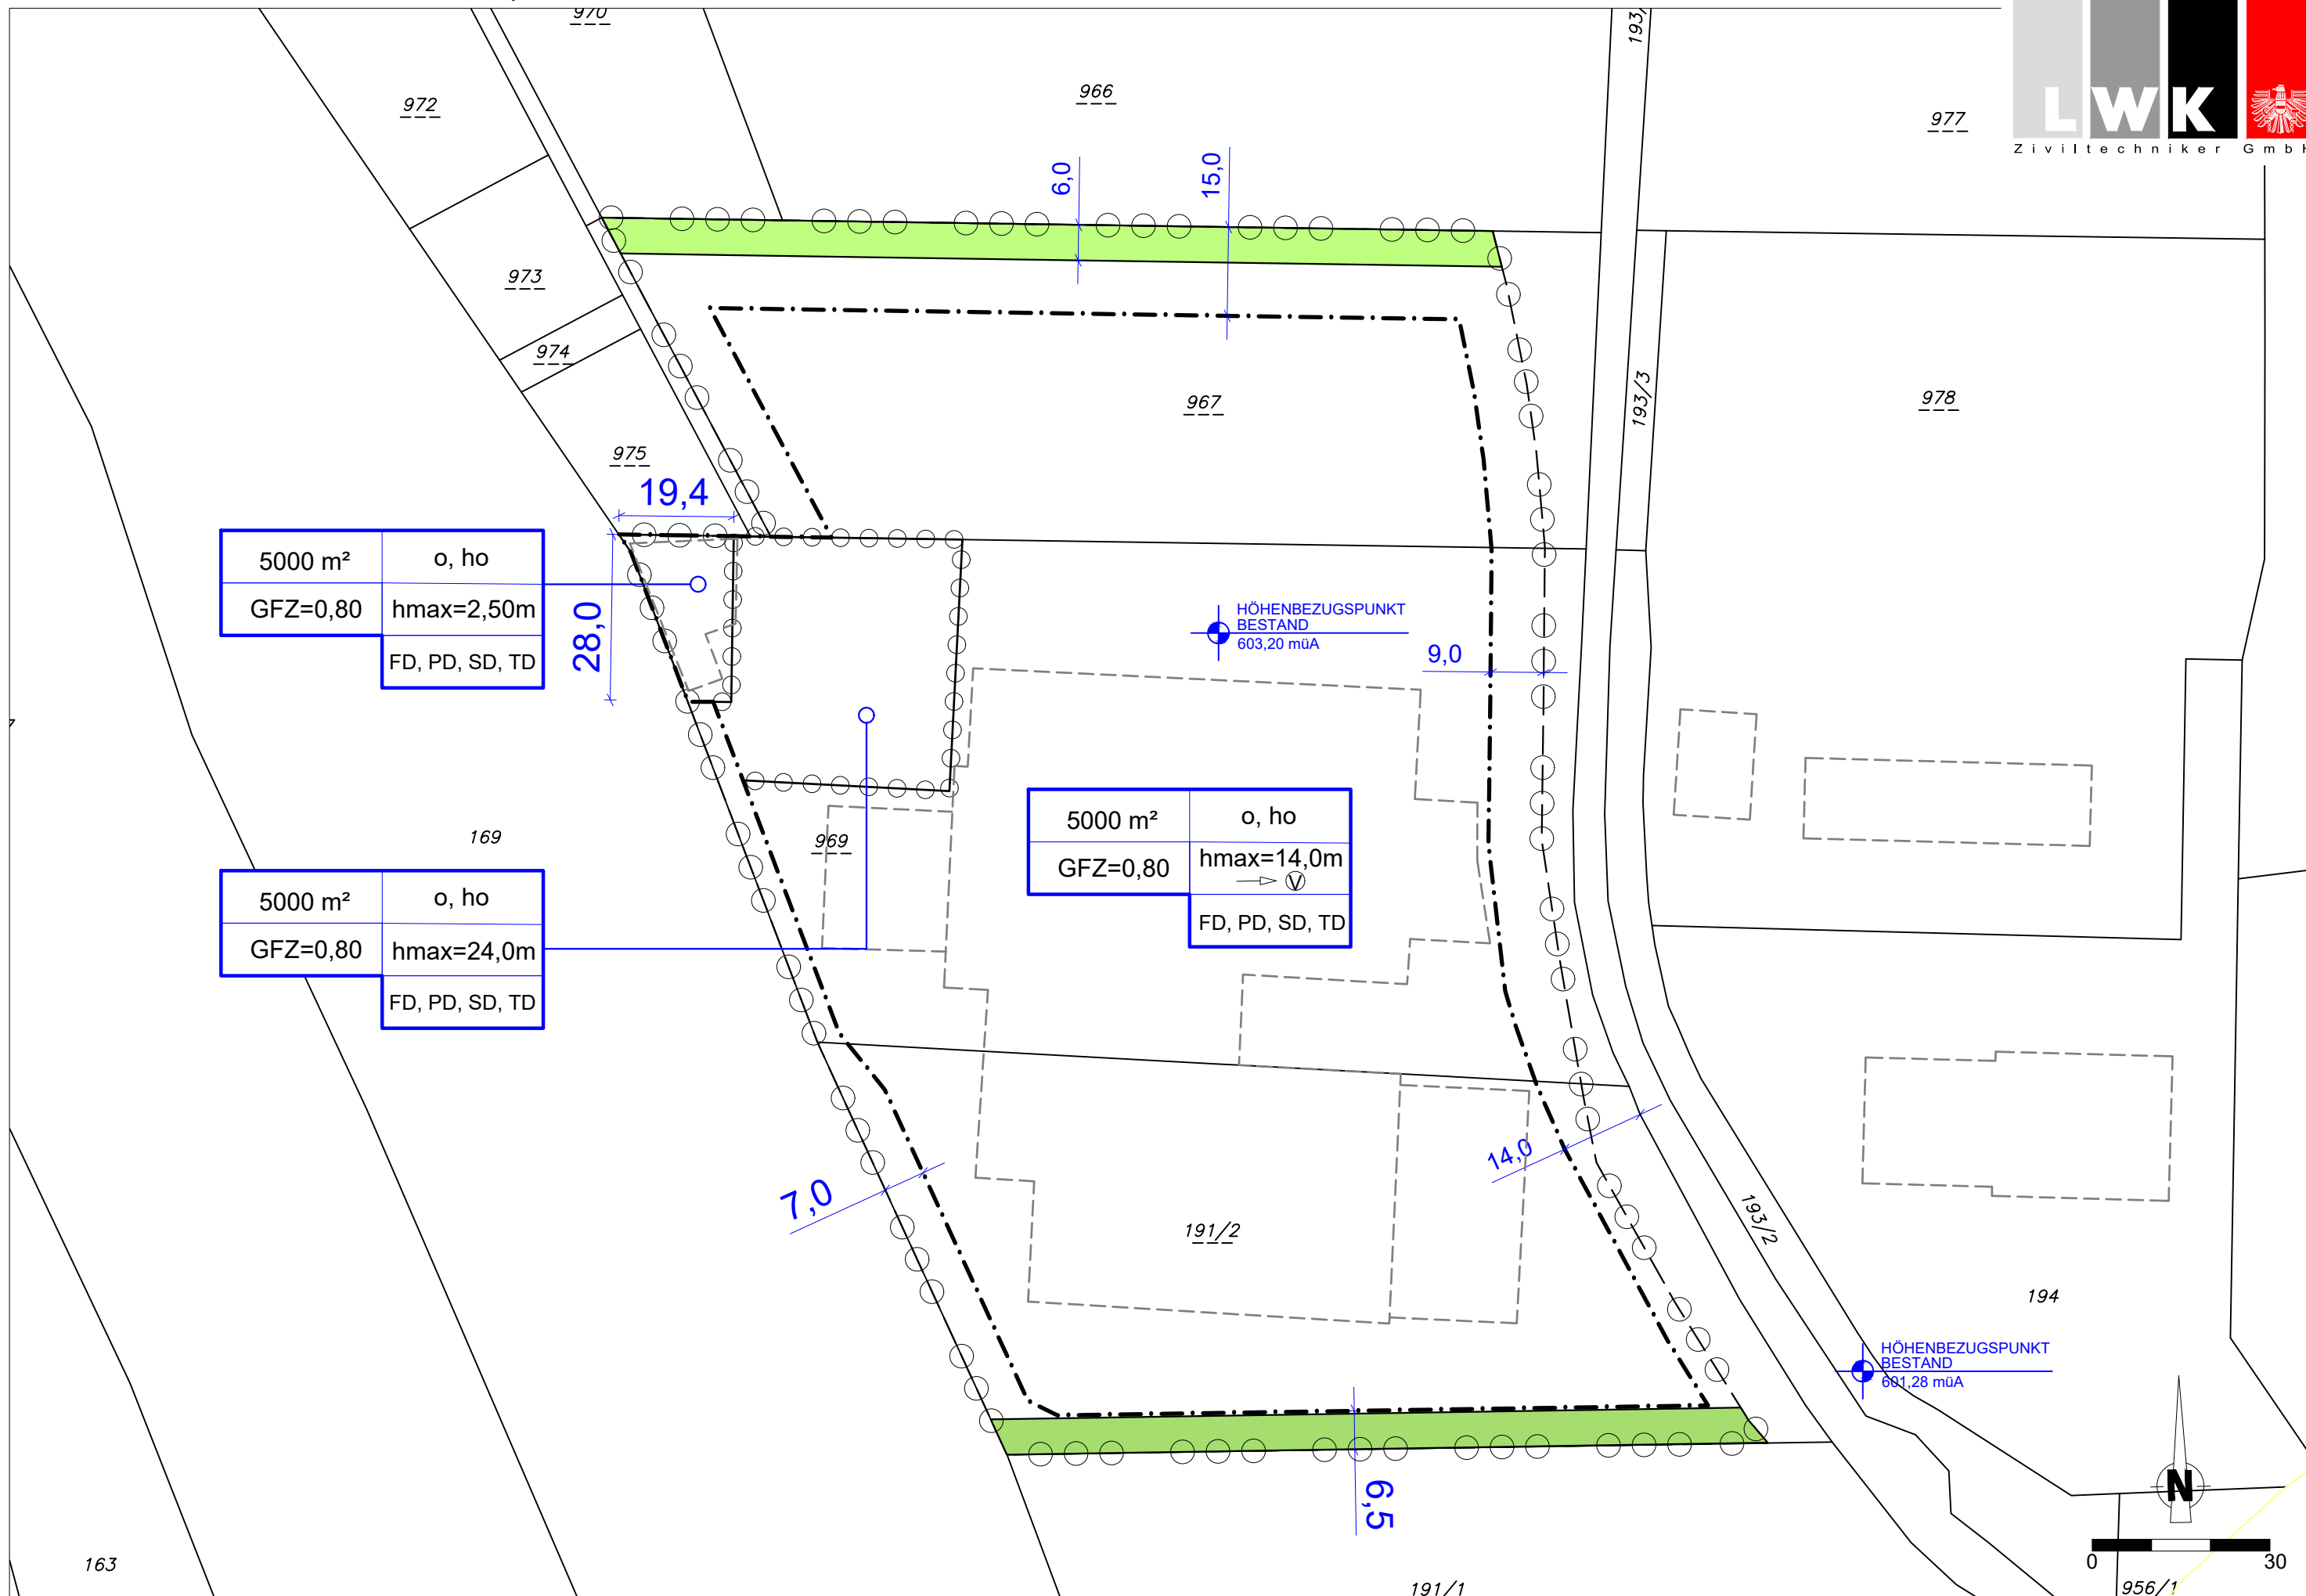 970
193/
L W K
Ziviltechniker GmbH
972
966
977
6,0
15,0
973
974
967
193/3
978
975
19,4
5000 m²
o, ho
GFZ=0,80
hmax=2,50m
FD, PD, SD, TD
28,0
HÖHENBEZUGSPUNKT
BESTAND
603,20 müA
9,0
169
969
5000 m²
o, ho
GFZ=0,80
hmax=14,0m
V
FD, PD, SD, TD
5000 m²
o, ho
GFZ=0,80
hmax=24,0m
FD, PD, SD, TD
14,0
7,0
191/2
193/2
194
HÖHENBEZUGSPUNKT
BESTAND
601,28 müA
6,5
N
0
30
163
191/1
956/1